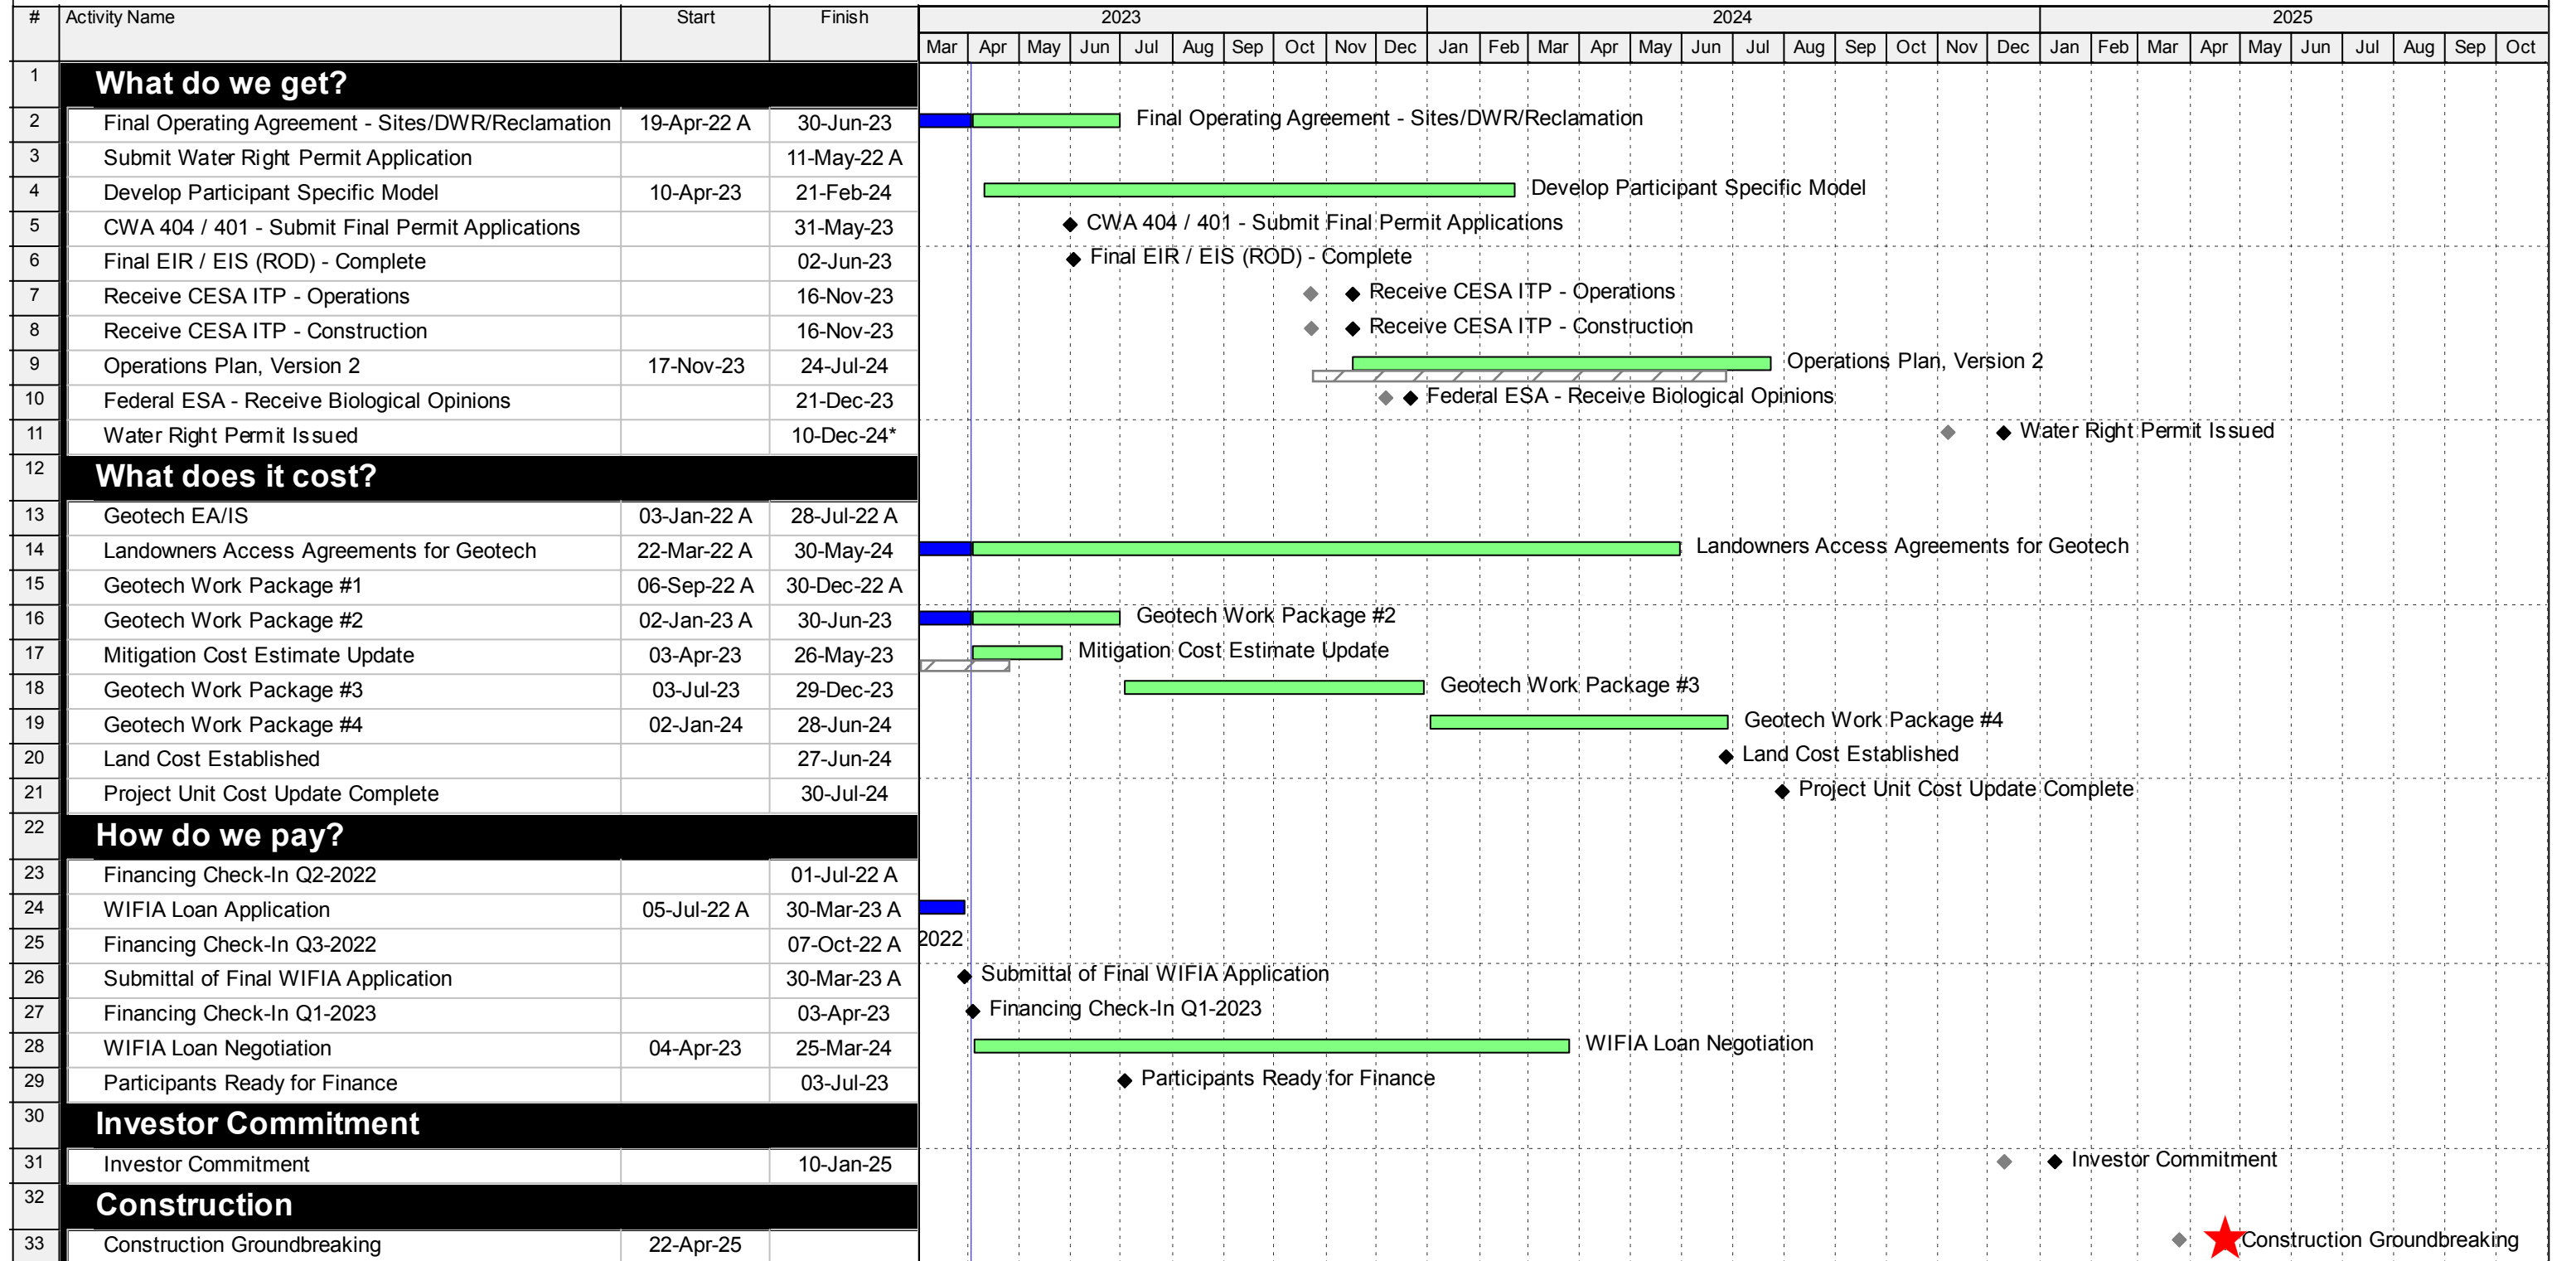 # Activity Name Start Finish 2023 2024 2025
Mar Apr May Jun Jul Aug Sep Oct Nov Dec Jan Feb Mar Apr May Jun Jul Aug Sep Oct Nov Dec Jan Feb Mar Apr May Jun Jul Aug Sep Oct
1 What do we get?
2 Final Operating Agreement - Sites/DWR/Reclamation 19-Apr-22 A 30-Jun-23 Final Operating Agreement - Sites/DWR/Reclamation
3 Submit Water Right Permit Application 11-May-22 A
4 Develop Participant Specific Model 10-Apr-23 21-Feb-24 Develop Participant Specific Model
5 CWA 404 / 401 - Submit Final Permit Applications 31-May-23 CWA 404 / 401 - Submit Final Permit Applications
6 Final EIR / EIS (ROD) - Complete 02-Jun-23 Final EIR / EIS (ROD) - Complete
7 Receive CESA ITP - Operations 16-Nov-23 Receive CESA ITP - Operations
8 Receive CESA ITP - Construction 16-Nov-23 Receive CESA ITP - Construction
9 Operations Plan, Version 2 17-Nov-23 24-Jul-24 Operations Plan, Version 2
10 Federal ESA - Receive Biological Opinions 21-Dec-23 Federal ESA - Receive Biological Opinions
11 Water Right Permit Issued 10-Dec-24* Water Right Permit Issued
12 What does it cost?
13 Geotech EA/IS 03-Jan-22 A 28-Jul-22 A
14 Landowners Access Agreements for Geotech 22-Mar-22 A 30-May-24 Landowners Access Agreements for Geotech
15 Geotech Work Package #1 06-Sep-22 A 30-Dec-22 A
16 Geotech Work Package #2 02-Jan-23 A 30-Jun-23 Geotech Work Package #2
17 Mitigation Cost Estimate Update 03-Apr-23 26-May-23 Mitigation Cost Estimate Update
18 Geotech Work Package #3 03-Jul-23 29-Dec-23 Geotech Work Package #3
19 Geotech Work Package #4 02-Jan-24 28-Jun-24 Geotech Work Package #4
20 Land Cost Established 27-Jun-24 Land Cost Established
21 Project Unit Cost Update Complete 30-Jul-24 Project Unit Cost Update Complete
22 How do we pay?
23 Financing Check-In Q2-2022 01-Jul-22 A
24 WIFIA Loan Application 05-Jul-22 A 30-Mar-23 A
25 Financing Check-In Q3-2022 07-Oct-22 A 2022
26 Submittal of Final WIFIA Application 30-Mar-23 A Submittal of Final WIFIA Application
27 Financing Check-In Q1-2023 03-Apr-23 Financing Check-In Q1-2023
28 WIFIA Loan Negotiation 04-Apr-23 25-Mar-24 WIFIA Loan Negotiation
29 Participants Ready for Finance 03-Jul-23 Participants Ready for Finance
30 Investor Commitment
31 Investor Commitment 10-Jan-25 Investor Commitment
32 Construction
33 Construction Groundbreaking 22-Apr-25 Construction Groundbreaking